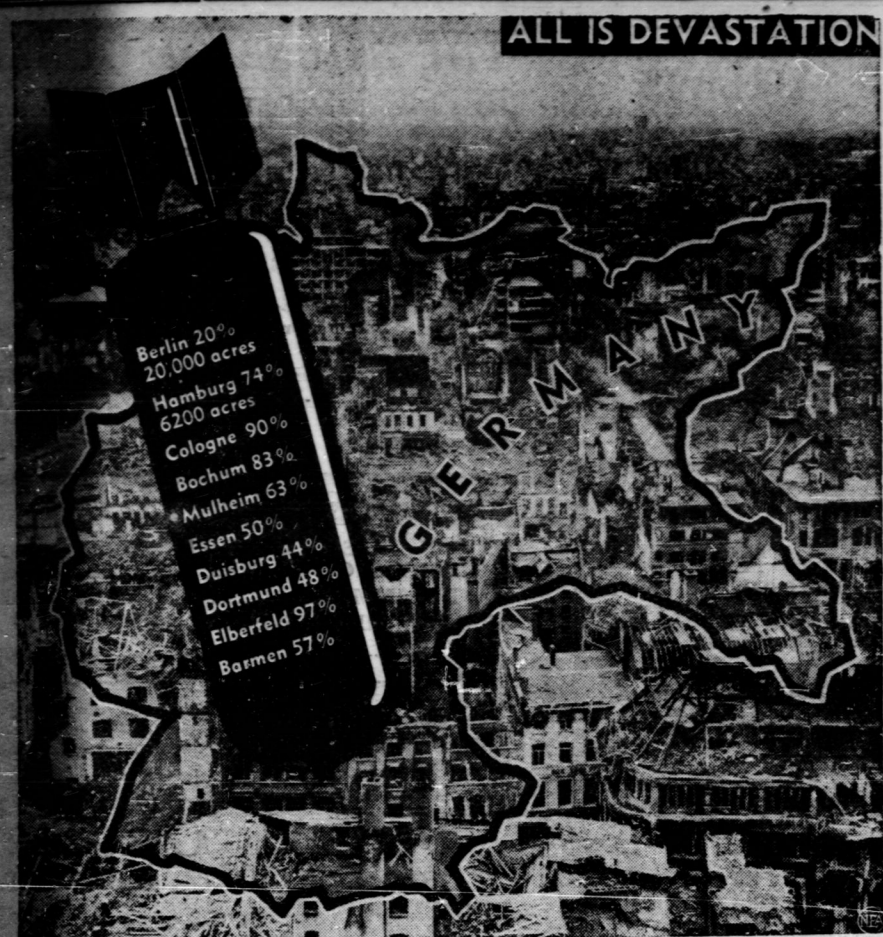 ALL IS DEVASTATION
Berlin 20%
20,000 acres
Hamburg 74%
6200 acres
Cologne 90%
Bochum 83%
Mulheim 63%
Essen 50%
Duisburg 44%
Dortmund 48%
Elberfeld 97%
Barmen 57%
GERMANY
NEA